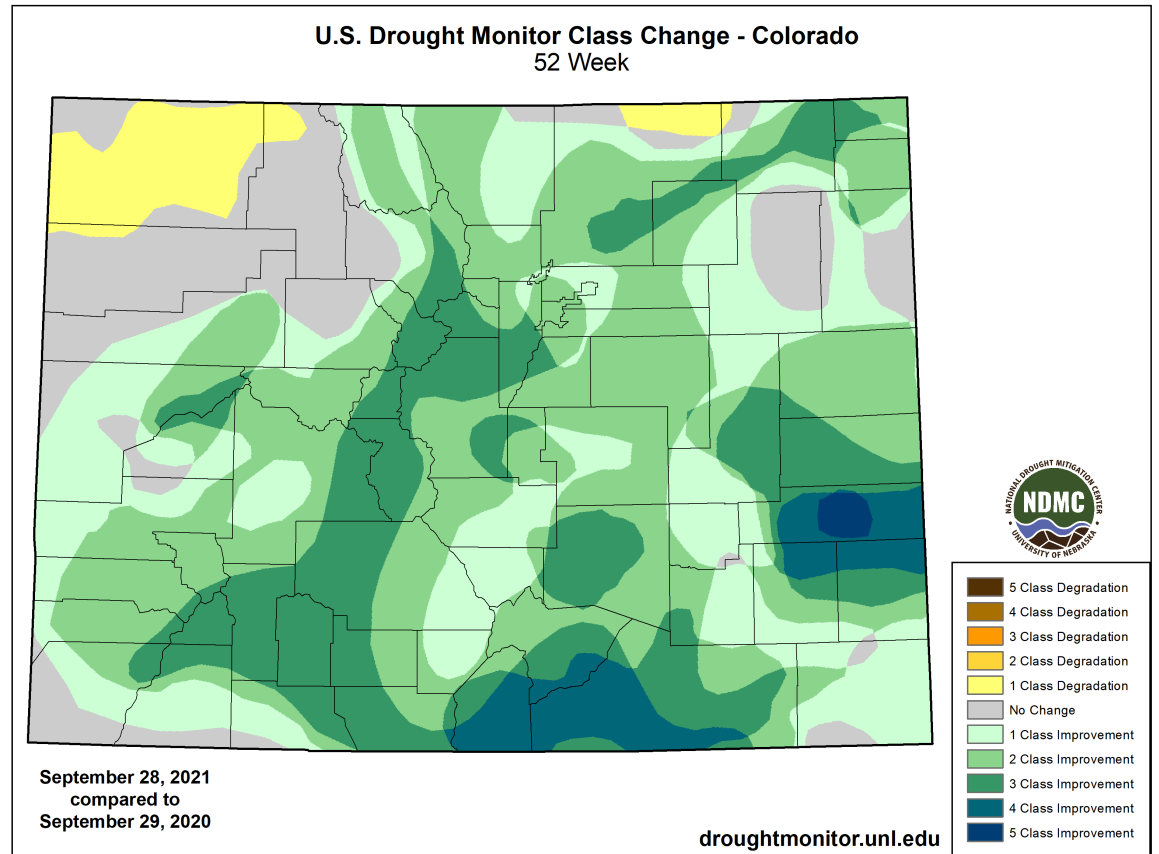 U.S. Drought Monitor Class Change - Colorado
52 Week
NATIONAL DROUGHT MITIGATION CENTER
NDMC
UNIVERSITY OF NEBRASKA
5 Class Degradation
4 Class Degradation
3 Class Degradation
2 Class Degradation
1 Class Degradation
No Change
1 Class Improvement
2 Class Improvement
3 Class Improvement
4 Class Improvement
5 Class Improvement
September 28, 2021
compared to
September 29, 2020
droughtmonitor.unl.edu